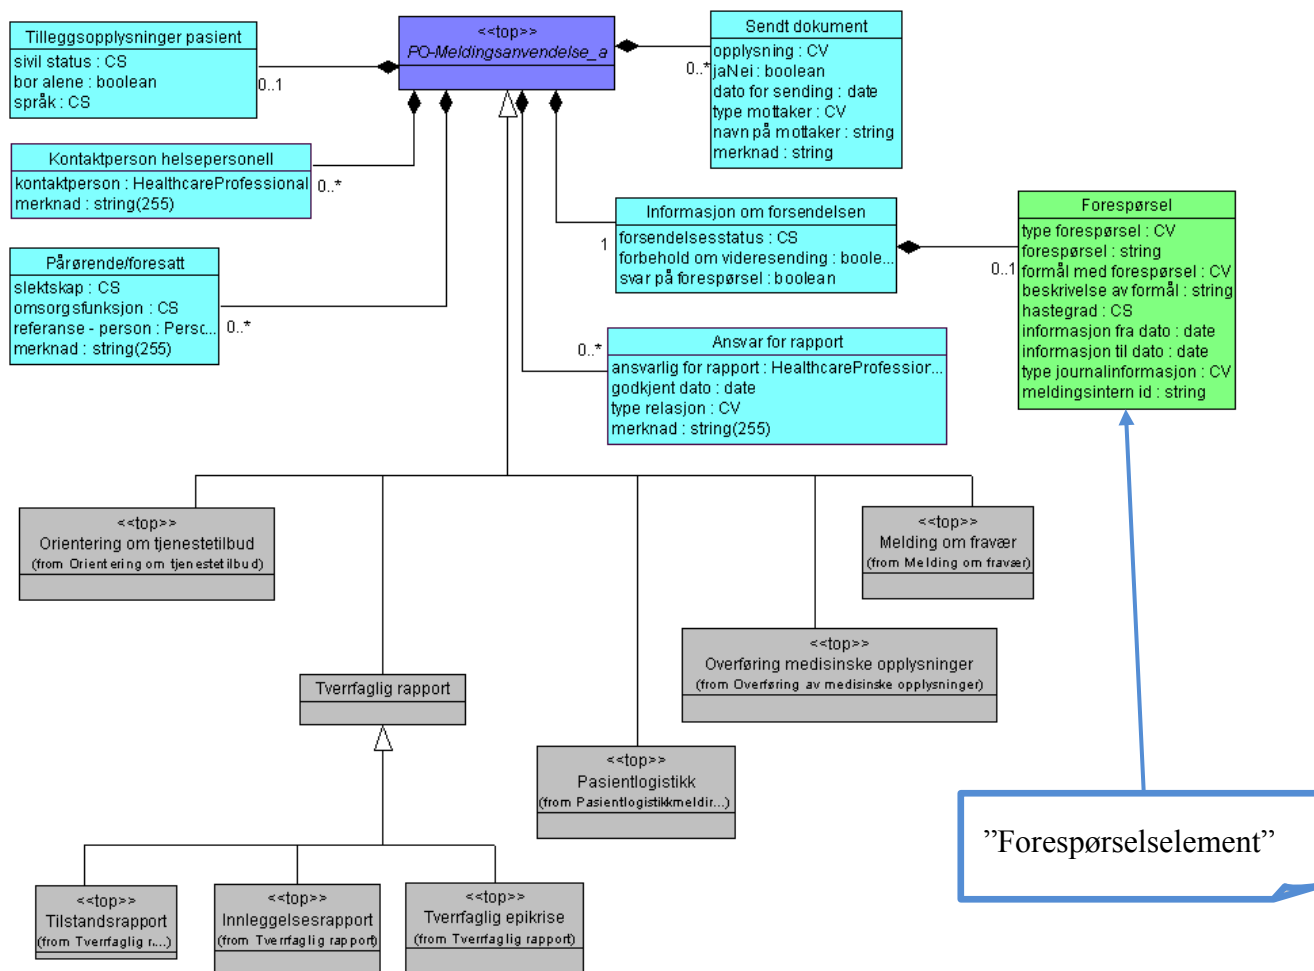 Tilleggsopplysninger pasient
sivil status : CS
bor alene : boolean
språk : CS
0..1
<<top>>
PO-Meldingsanvendelse_a
Sendt dokument
opplysning : CV
jaNei : boolean
dato for sending : date
type mottaker : CV
navn på mottaker : string
merknad : string
0..*
Kontaktperson helsepersonell
kontaktperson : HealthcareProfessional
merknad : string(255)
0..*
Informasjon om forsendelsen
forsendelsesstatus : CS
forbehold om videresending : boole...
svar på forespørsel : boolean
1
Forespørsel
type forespørsel : CV
forespørsel : string
formål med forespørsel : CV
beskrivelse av formål : string
hastegrad : CS
informasjon fra dato : date
informasjon til dato : date
type journalinformasjon : CV
meldingsintern id : string
0..1
Pårørende/foresatt
slektskap : CS
omsorgsfunksjon : CS
referanse - person : Perso...
merknad : string(255)
0..*
Ansvar for rapport
ansvarlig for rapport : HealthcareProfession...
godkjent dato : date
type relasjon : CV
merknad : string(255)
0..*
<<top>>
Orientering om tjenestetilbud
(from Orientering om tjenestetilbud)
<<top>>
Melding om fravær
(from Melding om fravær)
<<top>>
Overføring medisinske opplysninger
(from Overføring av medisinske opplysninger)
Tverrfaglig rapport
<<top>>
Pasientlogistikk
(from Pasientlogistikkmeldir...)
”Forespørselselement”
<<top>>
Tilstandsrapport
(from Tverrfaglig r....)
<<top>>
Innleggelsesrapport
(from Tverrfaglig rapport)
<<top>>
Tverrfaglig epikrise
(from Tverrfaglig rapport)